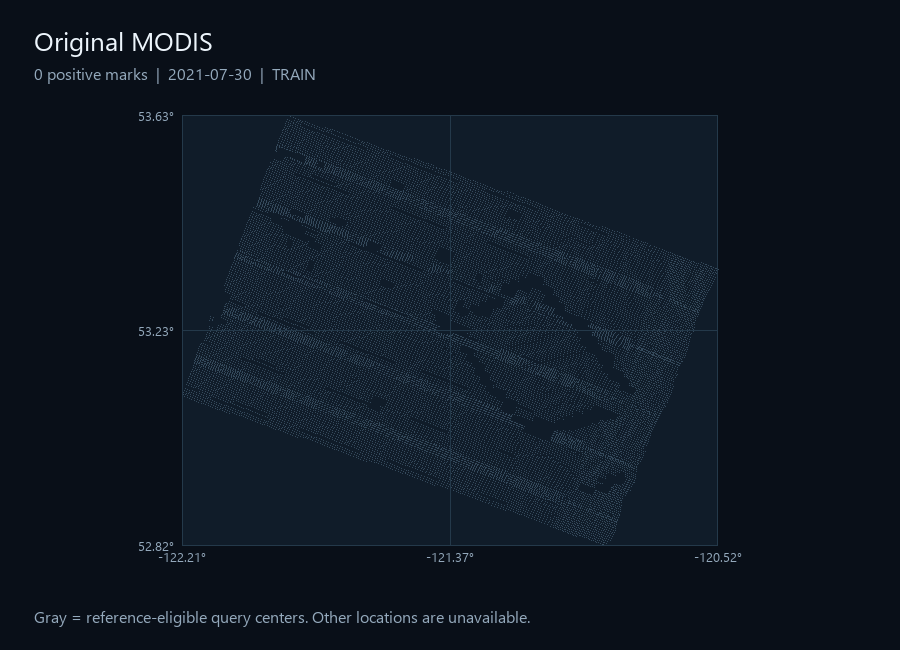 Original MODIS
0 positive marks | 2021-07-30 | TRAIN
53.63°
53.23°
52.82°
-122.21°
-121.37°
-120.52°
Gray = reference-eligible query centers. Other locations are unavailable.